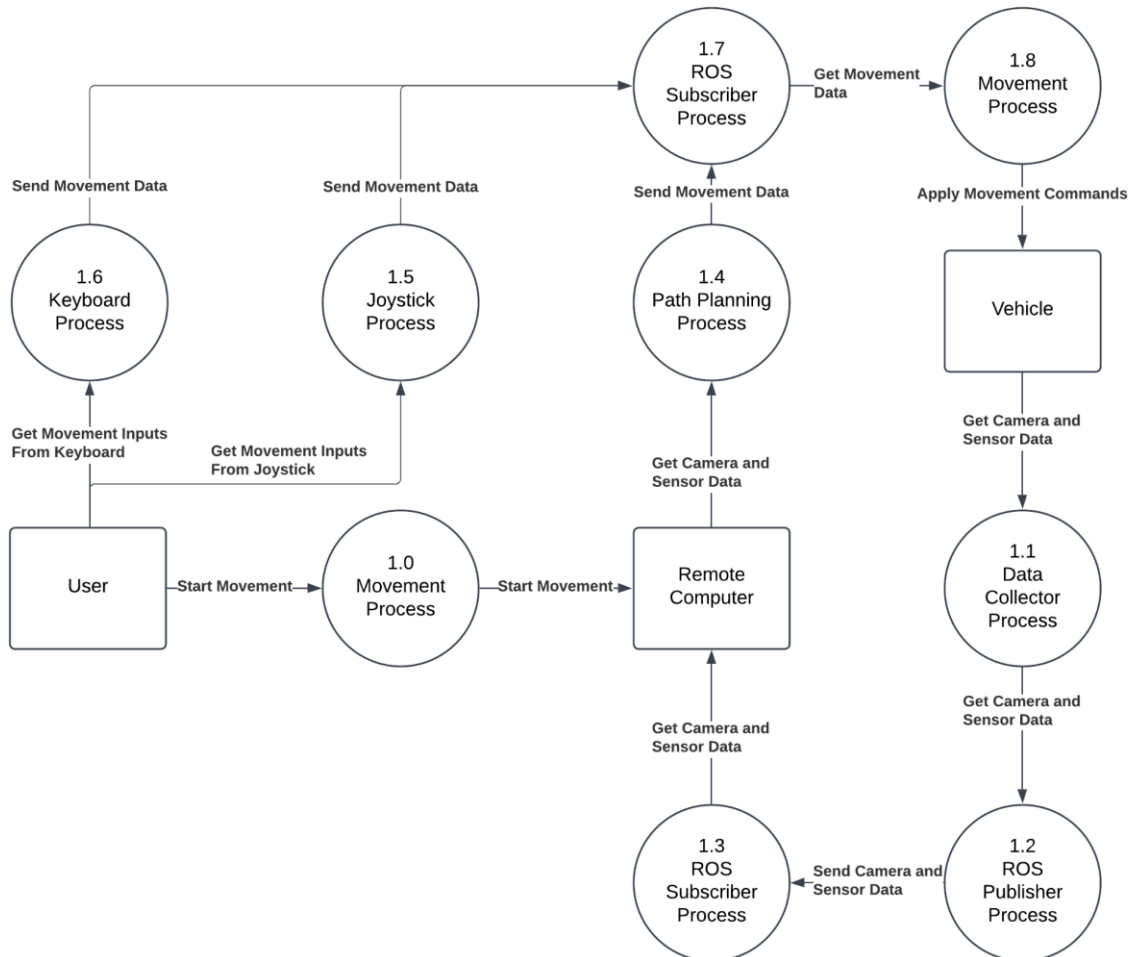 1.7
ROS
Subscriber
Process
Get Movement
Data
1.8
Movement
Process
Send Movement Data
Send Movement Data
Send Movement Data
Apply Movement Commands
1.6
Keyboard
Process
1.5
Joystick
Process
1.4
Path Planning
Process
Vehicle
Get Movement Inputs
From Keyboard
Get Movement Inputs
From Joystick
Get Camera and
Sensor Data
Get Camera and
Sensor Data
User
Start Movement
1.0
Movement
Process
Start Movement
Remote
Computer
1.1
Data
Collector
Process
Get Camera and
Sensor Data
Get Camera and
Sensor Data
1.3
ROS
Subscriber
Process
Send Camera and
Sensor Data
1.2
ROS
Publisher
Process